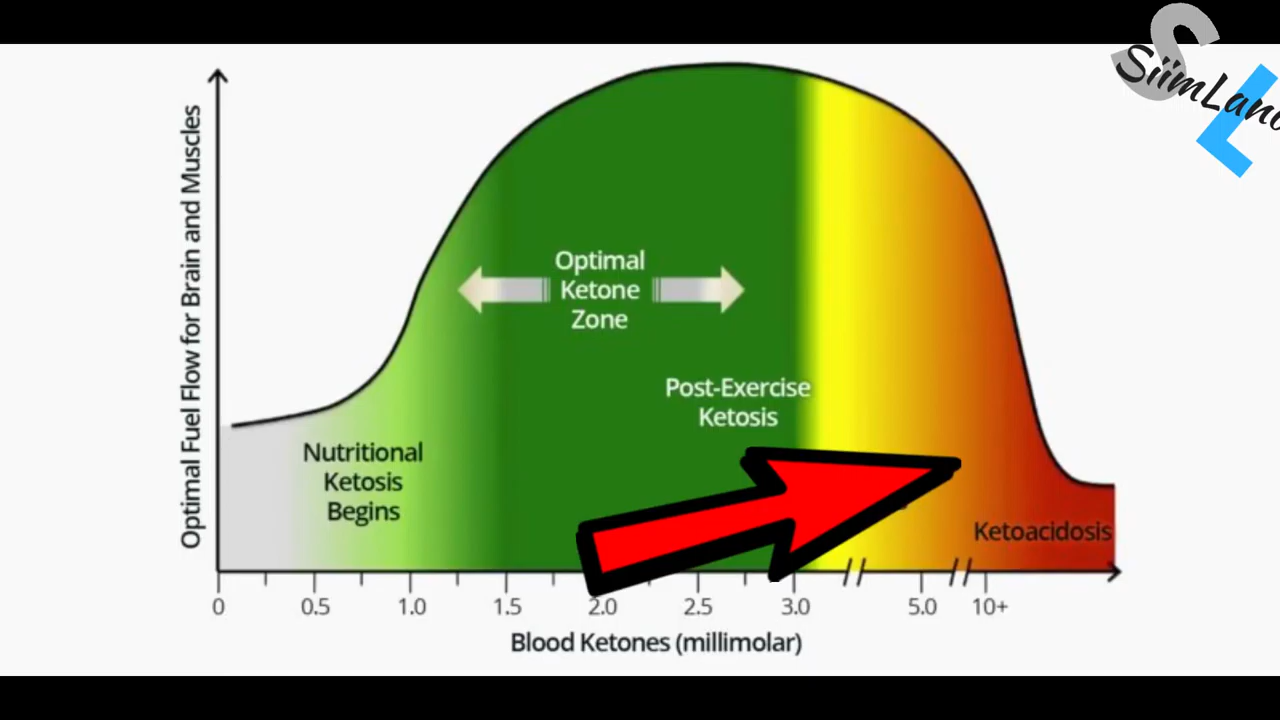 SiimLand
SL
Optimal Fuel Flow for Brain and Muscles
Optimal
Ketone
Zone
Post-Exercise
Ketosis
Nutritional
Ketosis
Begins
Ketoacidosis
0 0.5 1.0 1.5 2.0 2.5 3.0 5.0 10+
Blood Ketones (millimolar)